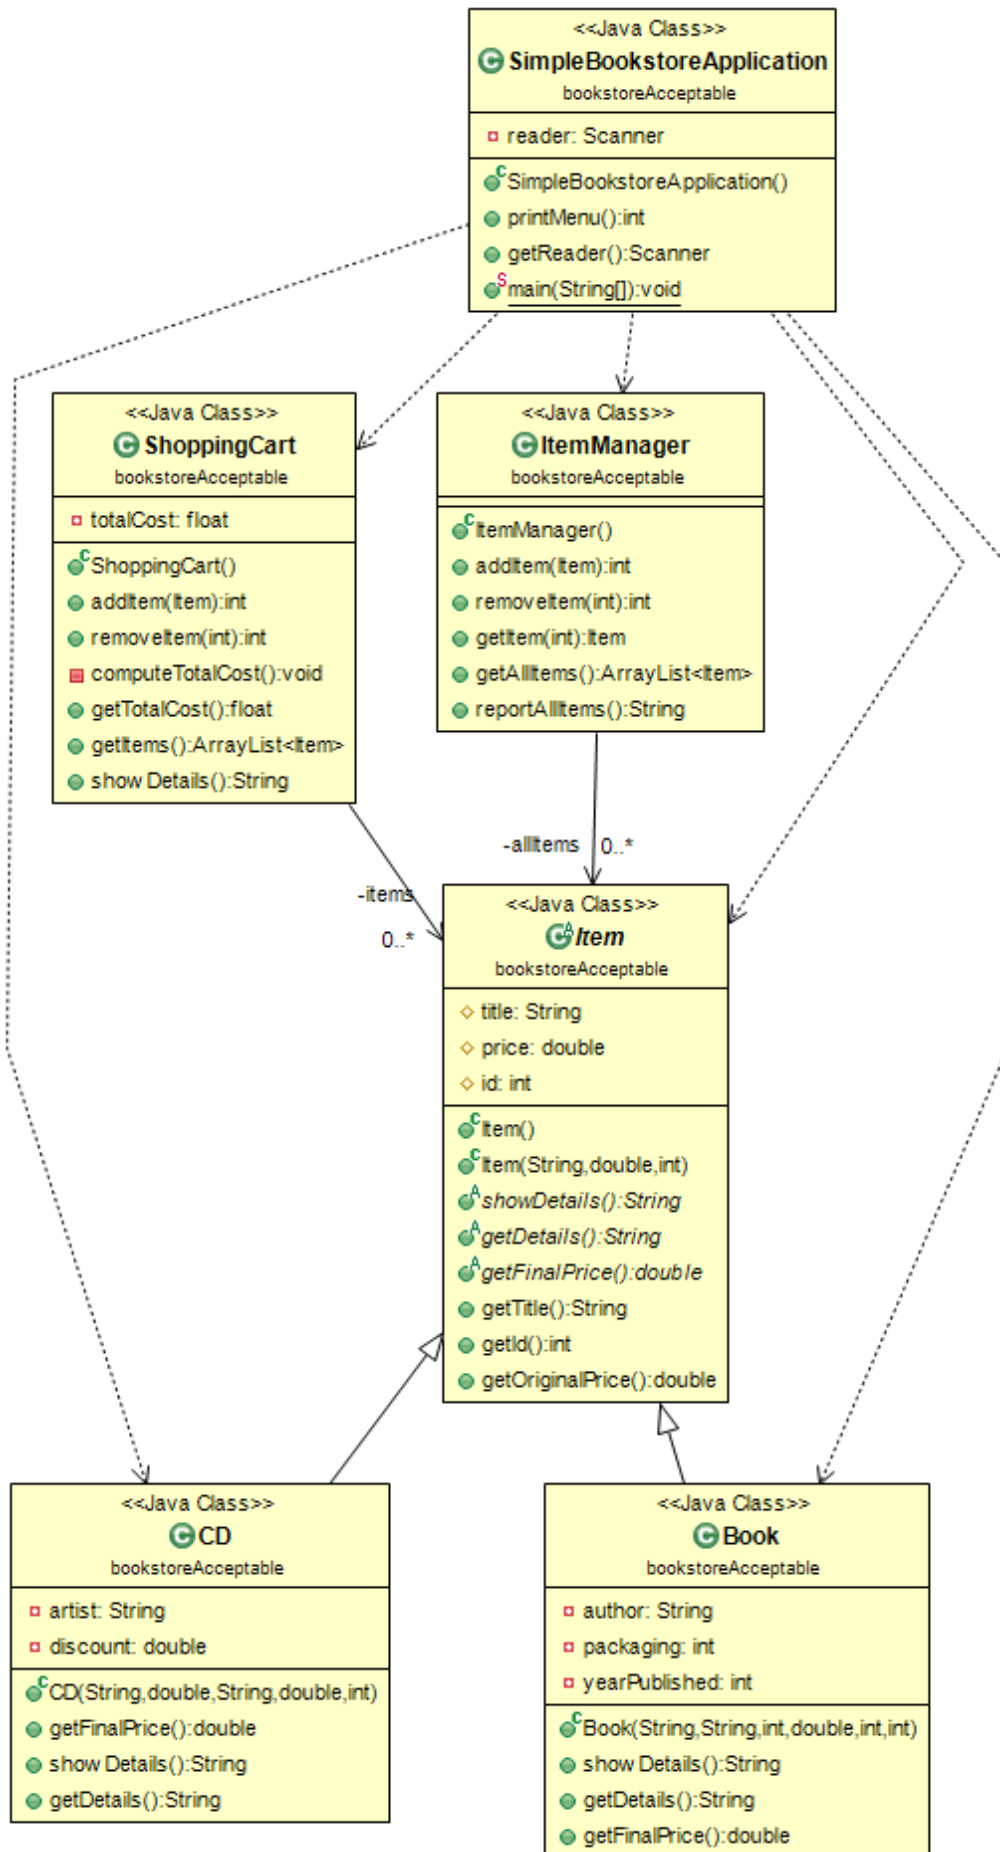 <<Java Class>>
SimpleBookstoreApplication
bookstoreAcceptable
reader: Scanner
SimpleBookstoreApplication()
printMenu():int
getReader():Scanner
main(String[]):void
<<Java Class>>
ShoppingCart
bookstoreAcceptable
totalCost: float
ShoppingCart()
addItem(Item):int
removeItem(int):int
computeTotalCost():void
getTotalCost():float
getItems():ArrayList<Item>
show Details():String
<<Java Class>>
ItemManager
bookstoreAcceptable
ItemManager()
addItem(Item):int
removeItem(int):int
getItem(int):Item
getAllItems():ArrayList<Item>
reportAllItems():String
-allItems 0..*
-items
0..*
<<Java Class>>
Item
bookstoreAcceptable
title: String
price: double
id: int
Item()
Item(String,double,int)
showDetails():String
getDetails():String
getFinalPrice():double
getTitle():String
getId():int
getOriginalPrice():double
<<Java Class>>
CD
bookstoreAcceptable
artist: String
discount: double
CD(String,double,String,double,int)
getFinalPrice():double
show Details():String
getDetails():String
<<Java Class>>
Book
bookstoreAcceptable
author: String
packaging: int
yearPublished: int
Book(String,String,int,double,int,int)
show Details():String
getDetails():String
getFinalPrice():double